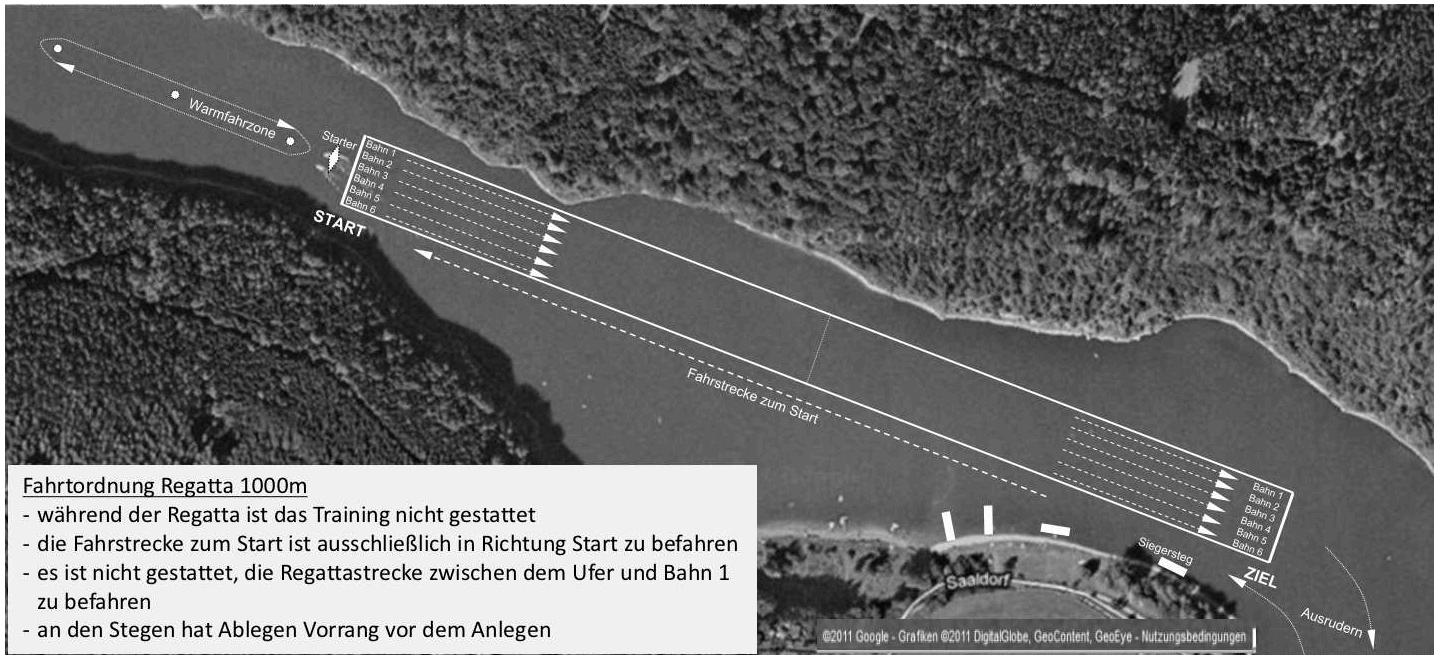 Warmfahrzone
Starter
Bahn 1
Bahn 2
Bahn 3
Bahn 4
Bahn 5
Bahn 6
START
Fahrstrecke zum Start
Bahn 1
Bahn 2
Bahn 3
Bahn 4
Bahn 5
Bahn 6
ZIEL
Siegersteg
Ausrudern
Saaldorf
Fahrtordnung Regatta 1000m
- während der Regatta ist das Training nicht gestattet
- die Fahrstrecke zum Start ist ausschließlich in Richtung Start zu befahren
- es ist nicht gestattet, die Regattastrecke zwischen dem Ufer und Bahn 1
zu befahren
- an den Stegen hat Ablegen Vorrang vor dem Anlegen
©2011 Google - Grafiken ©2011 DigitalGlobe, GeoContent, GeoEye - Nutzungsbedingungen